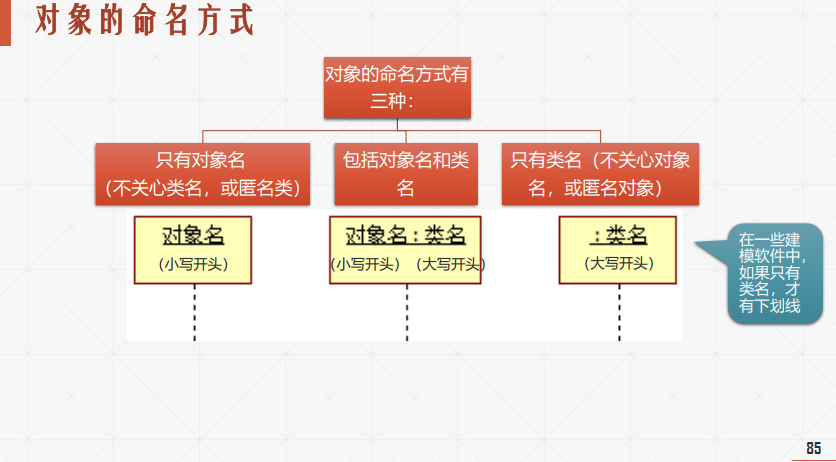 对象的命名方式
对象的命名方式有
三种：
只有对象名
（不关心类名，或匿名类）
包括对象名和类
名
只有类名（不关心对象
名，或匿名对象）
对象名
（小写开头）
对象名：类名
（小写开头）（大写开头）
：类名
（大写开头）
在一些建
模软件中，
如果只有
类名，才
有下划线
85